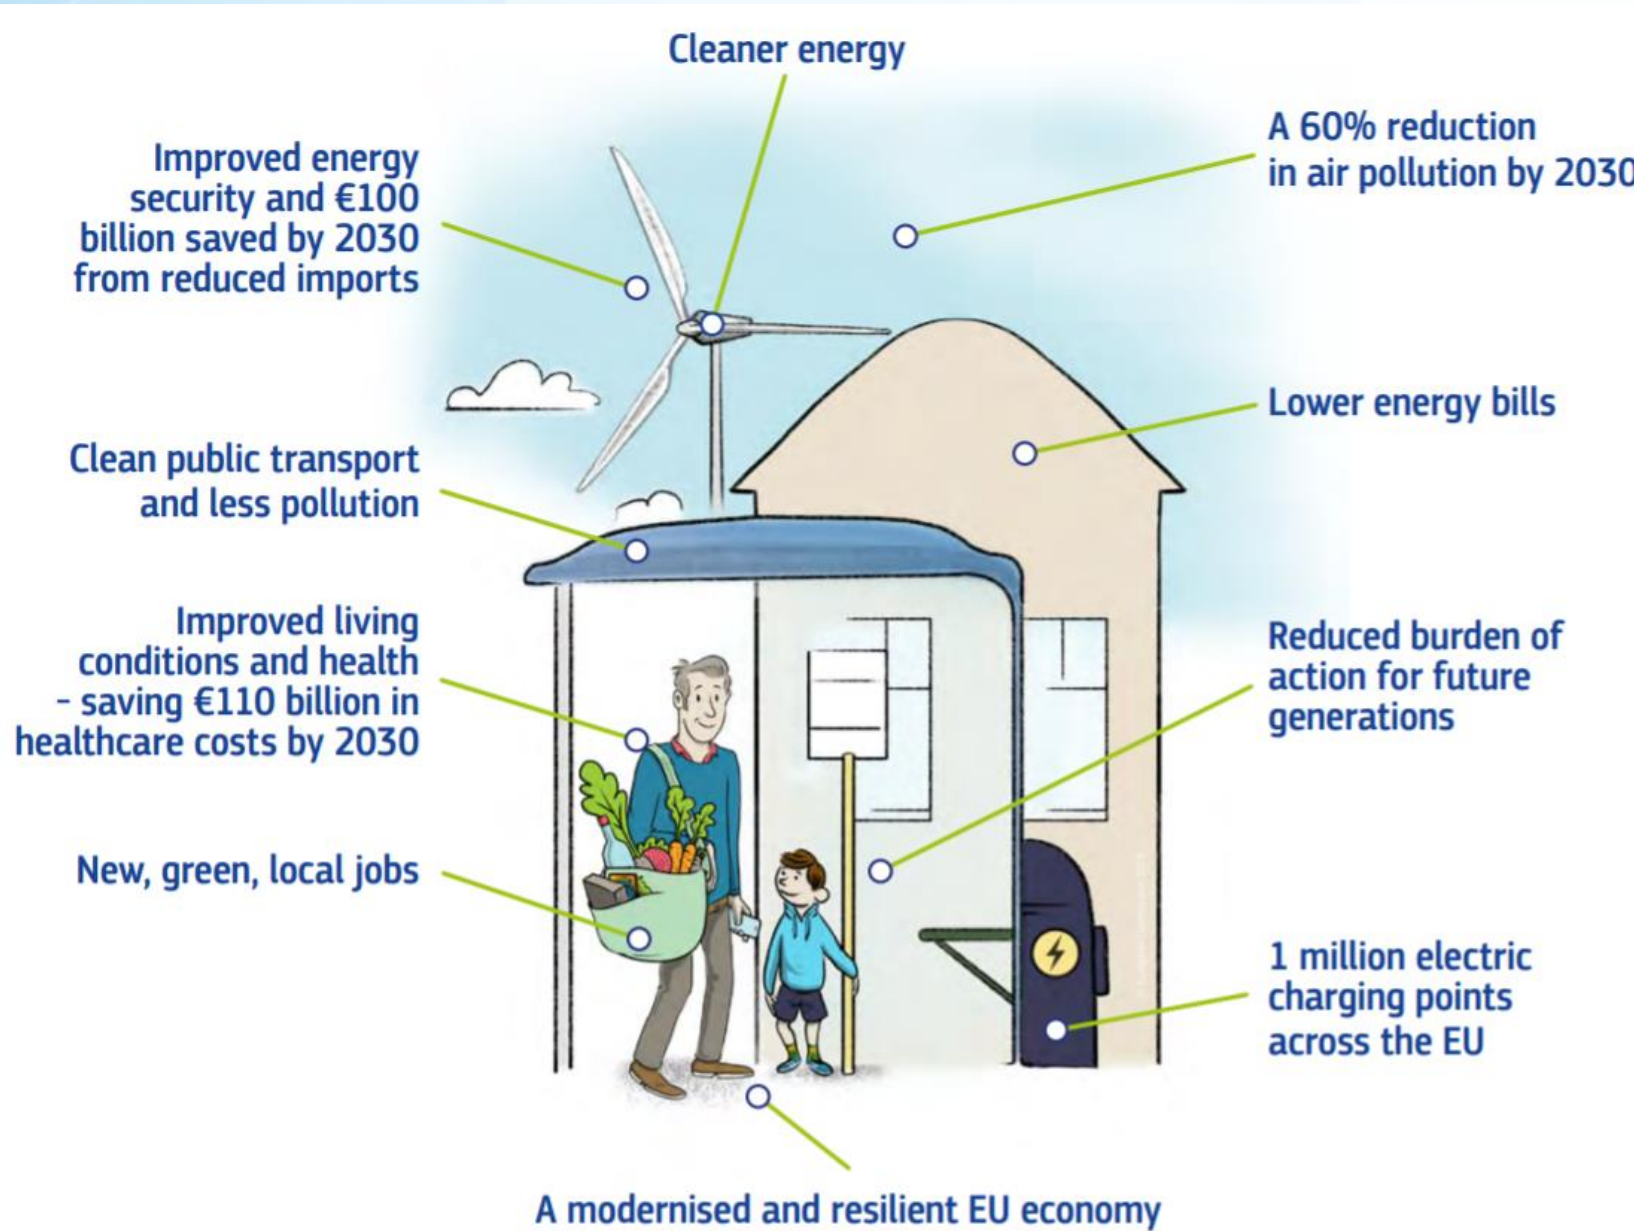 Cleaner energy
Improved energy
security and €100
billion saved by 2030
from reduced imports
A 60% reduction
in air pollution by 2030
Lower energy bills
Clean public transport
and less pollution
Improved living
conditions and health
- saving €110 billion in
healthcare costs by 2030
Reduced burden of
action for future
generations
New, green, local jobs
1 million electric
charging points
across the EU
A modernised and resilient EU economy